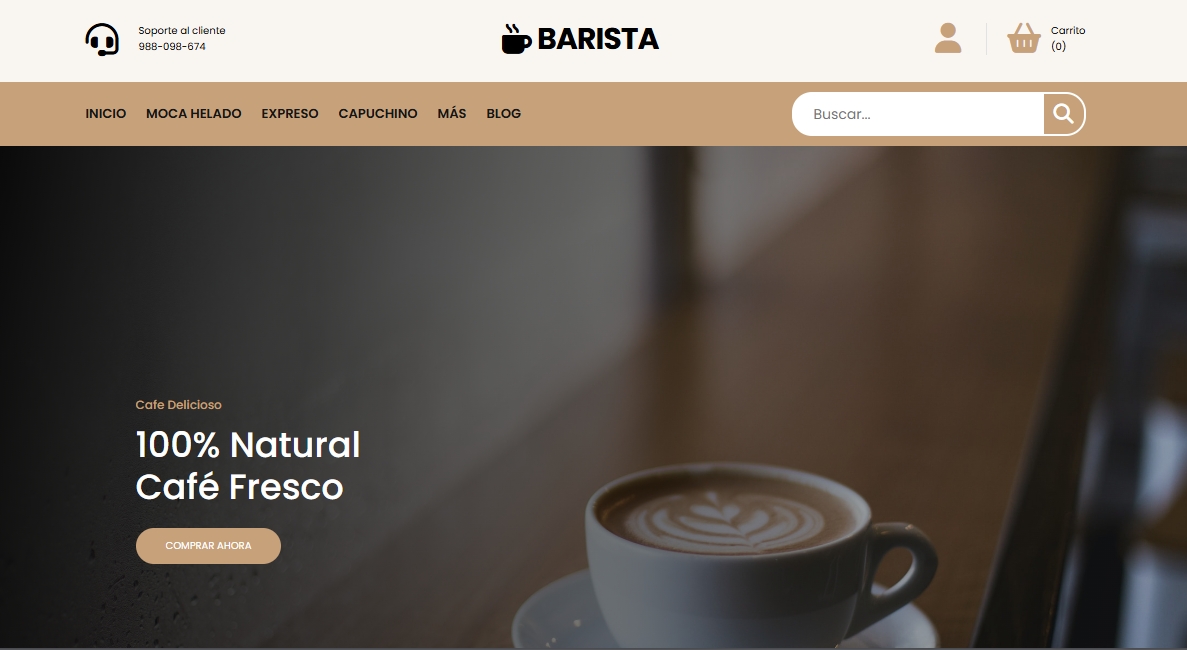 Soporte al cliente
988-098-674
BARISTA
Carrito
(0)
INICIO MOCA HELADO EXPRESO CAPUCHINO MÁS BLOG
Buscar...
Cafe Delicioso
100% Natural
Café Fresco
COMPRAR AHORA